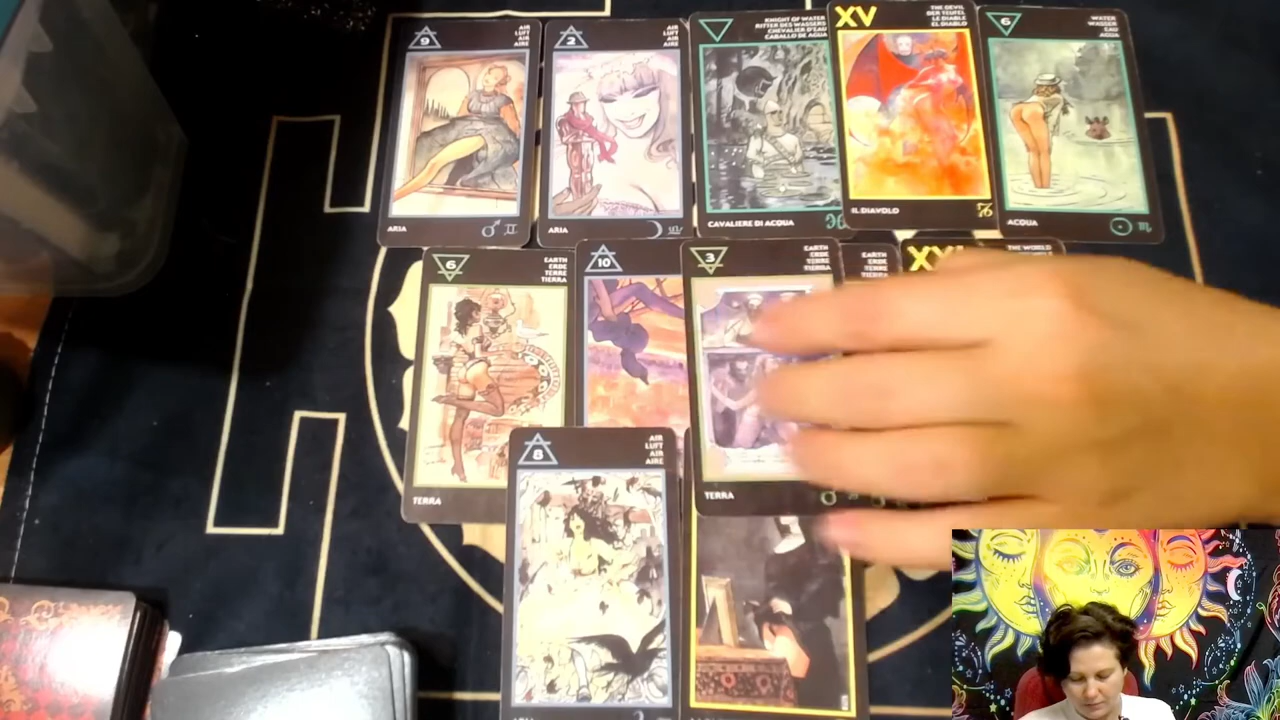 9
AIR
LUFT
AIR
AIRE
ARIA
2
AIR
LUFT
AIR
AIRE
ARIA
KNIGHT OF WATER
RITTER DES WASSERS
CHEVALIER D'EAU
CABALLO DE AGUA
CAVALIERE DI ACQUA
XV
THE DEVIL
DER TEUFEL
LE DIABLE
EL DIABLO
IL DIAVOLO
6
WATER
WASSER
EAU
AGUA
ACQUA
6
EARTH
ERDE
TERRE
TIERRA
TERRA
10
3
EARTH
ERDE
TERRE
TIERRA
TERRA
EARTH
ERDE
TERRE
TIERRA
THE WORLD
8
AIR
LUFT
AIR
AIRE